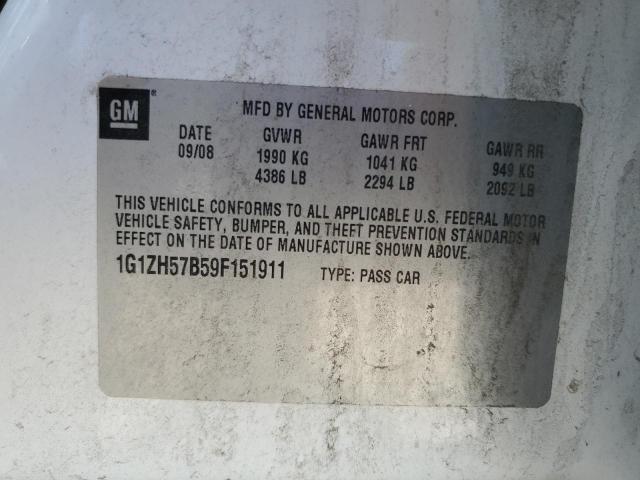 GM®
MFD BY GENERAL MOTORS CORP.
DATE GVWR GAWR FRT GAWR RR
09/08 1990 KG 1041 KG 949 KG
4386 LB 2294 LB 2092 LB
THIS VEHICLE CONFORMS TO ALL APPLICABLE U.S. FEDERAL MOTOR
VEHICLE SAFETY, BUMPER, AND THEFT PREVENTION STANDARDS IN
EFFECT ON THE DATE OF MANUFACTURE SHOWN ABOVE.
1G1ZH57B59F151911 TYPE: PASS CAR